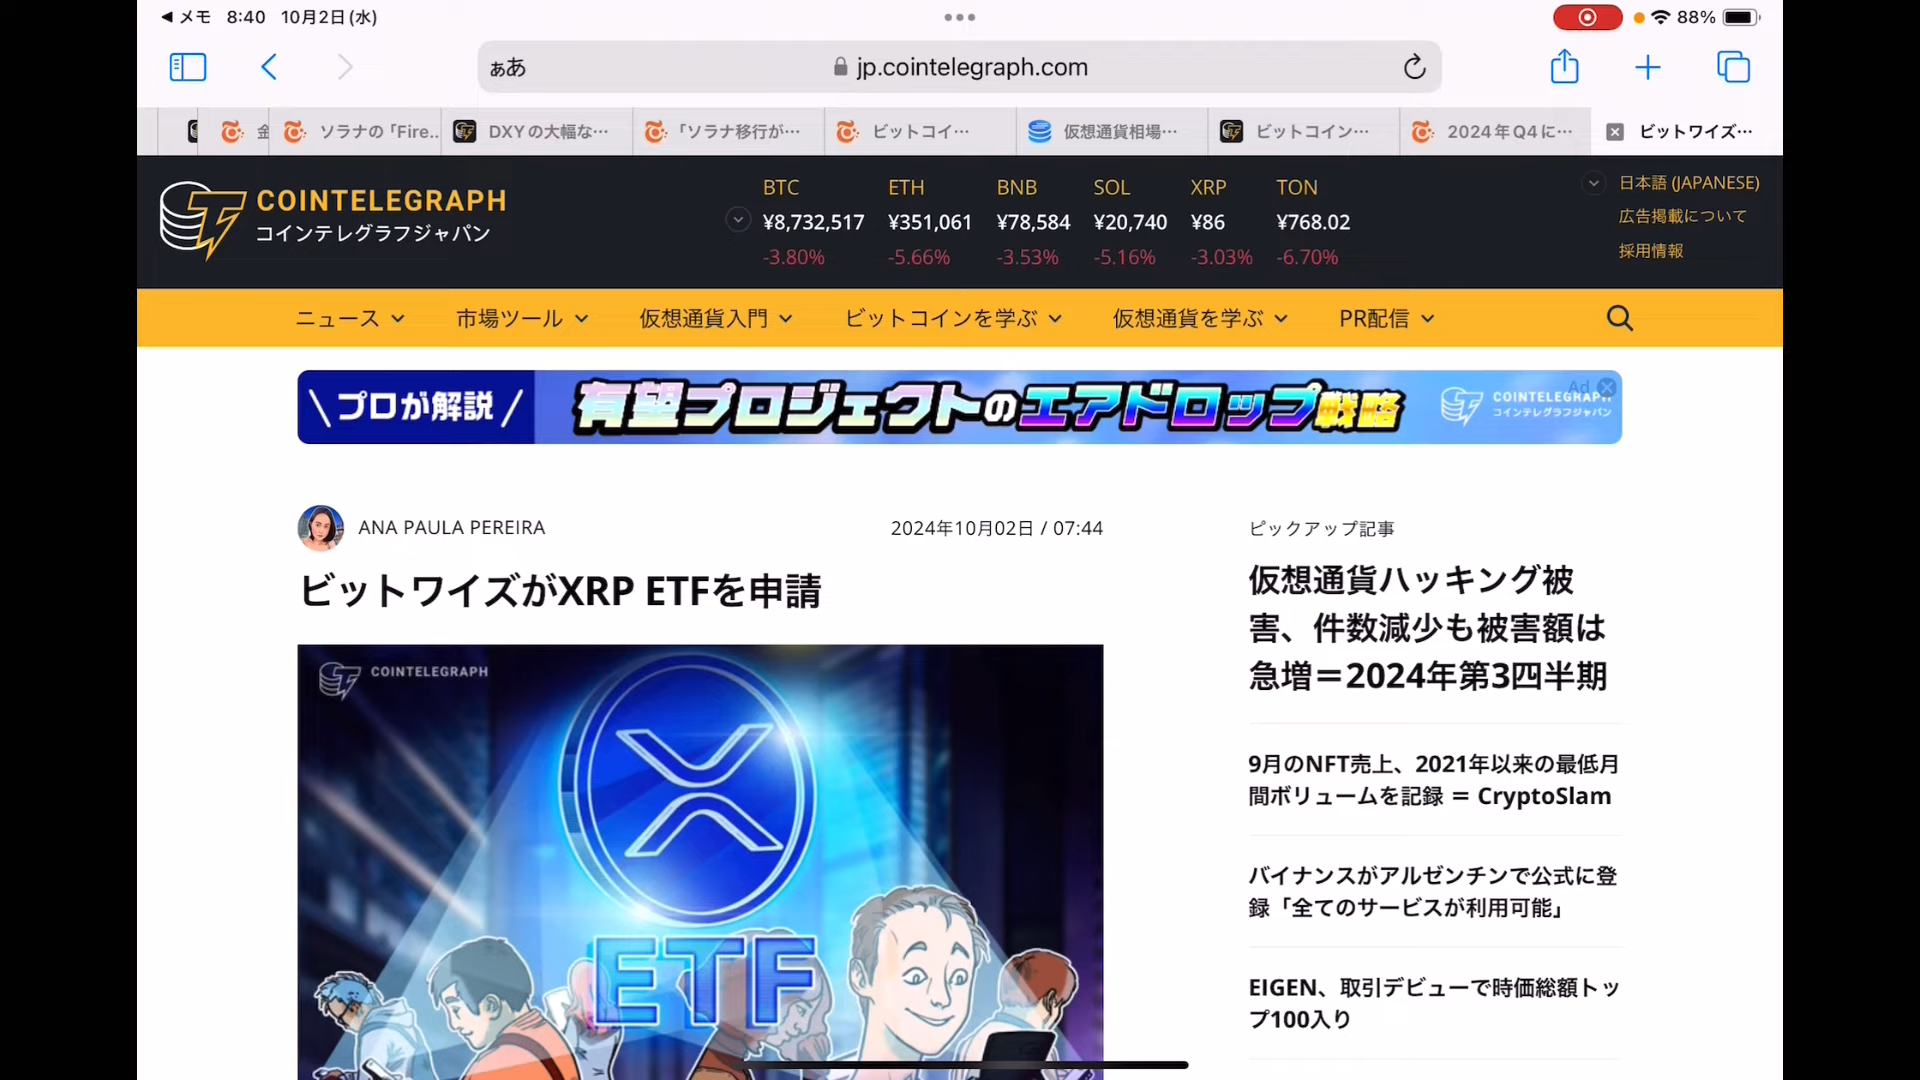 ◀メモ 8:40 10月2日(水)
88%
ぁあ
jp.cointelegraph.com
金
ソラナの「Fire..
DXYの大幅な…
「ソラナ移行が…
ビットコイ…
仮想通貨相場…
ビットコイン…
2024年Q4に…
ビットワイズ…
COINTELEGRAPH
コインテレグラフジャパン
BTC ETH BNB SOL XRP TON
¥8,732,517 ¥351,061 ¥78,584 ¥20,740 ¥86 ¥768.02
-3.80% -5.66% -3.53% -5.16% -3.03% -6.70%
日本語 (JAPANESE)
広告掲載について
採用情報
ニュース 市場ツール 仮想通貨入門 ビットコインを学ぶ 仮想通貨を学ぶ PR配信
\プロが解説/
有望プロジェクトのエアドロップ戦略
Ad
COINTELEGRAPH
コインテレグラフジャパン
ANA PAULA PEREIRA
2024年10月02日 / 07:44
ビットワイズがXRP ETFを申請
COINTELEGRAPH
ETF
ピックアップ記事
仮想通貨ハッキング被
害、件数減少も被害額は
急増＝2024年第3四半期
9月のNFT売上、2021年以来の最低月
間ボリュームを記録 ＝ CryptoSlam
バイナンスがアルゼンチンで公式に登
録「全てのサービスが利用可能」
EIGEN、取引デビューで時価総額トッ
プ100入り